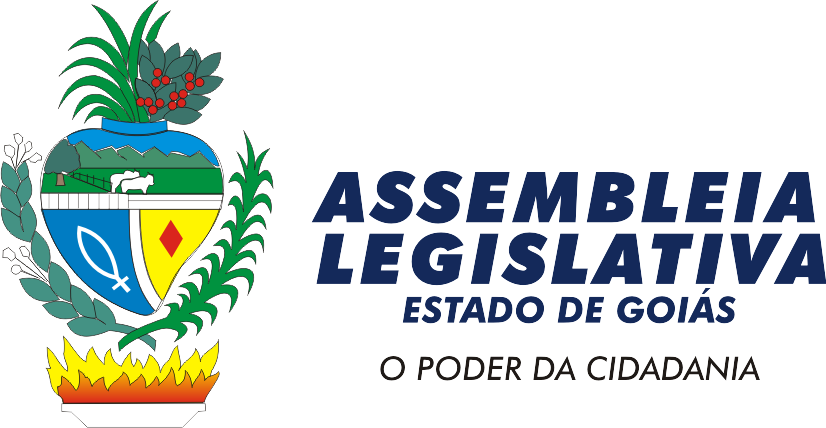 ASSEMBLEIA
LEGISLATIVA
ESTADO DE GOIÁS
O PODER DA CIDADANIA